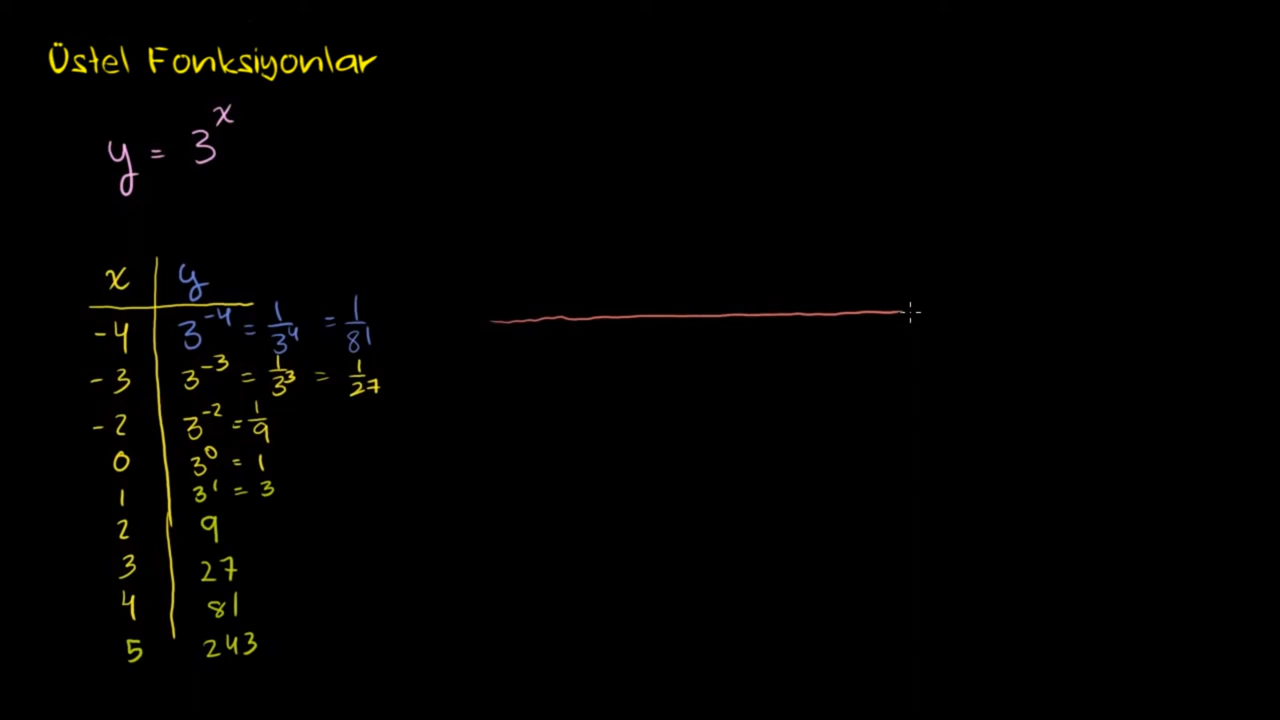 Üstel Fonksiyonlar
y = 3^x
x y
-4 3^-4 = 1/3^4 = 1/81
-3 3^-3 = 1/3^3 = 1/27
-2 3^-2 = 1/9
0 3^0 = 1
1 3^1 = 3
2 9
3 27
4 81
5 243